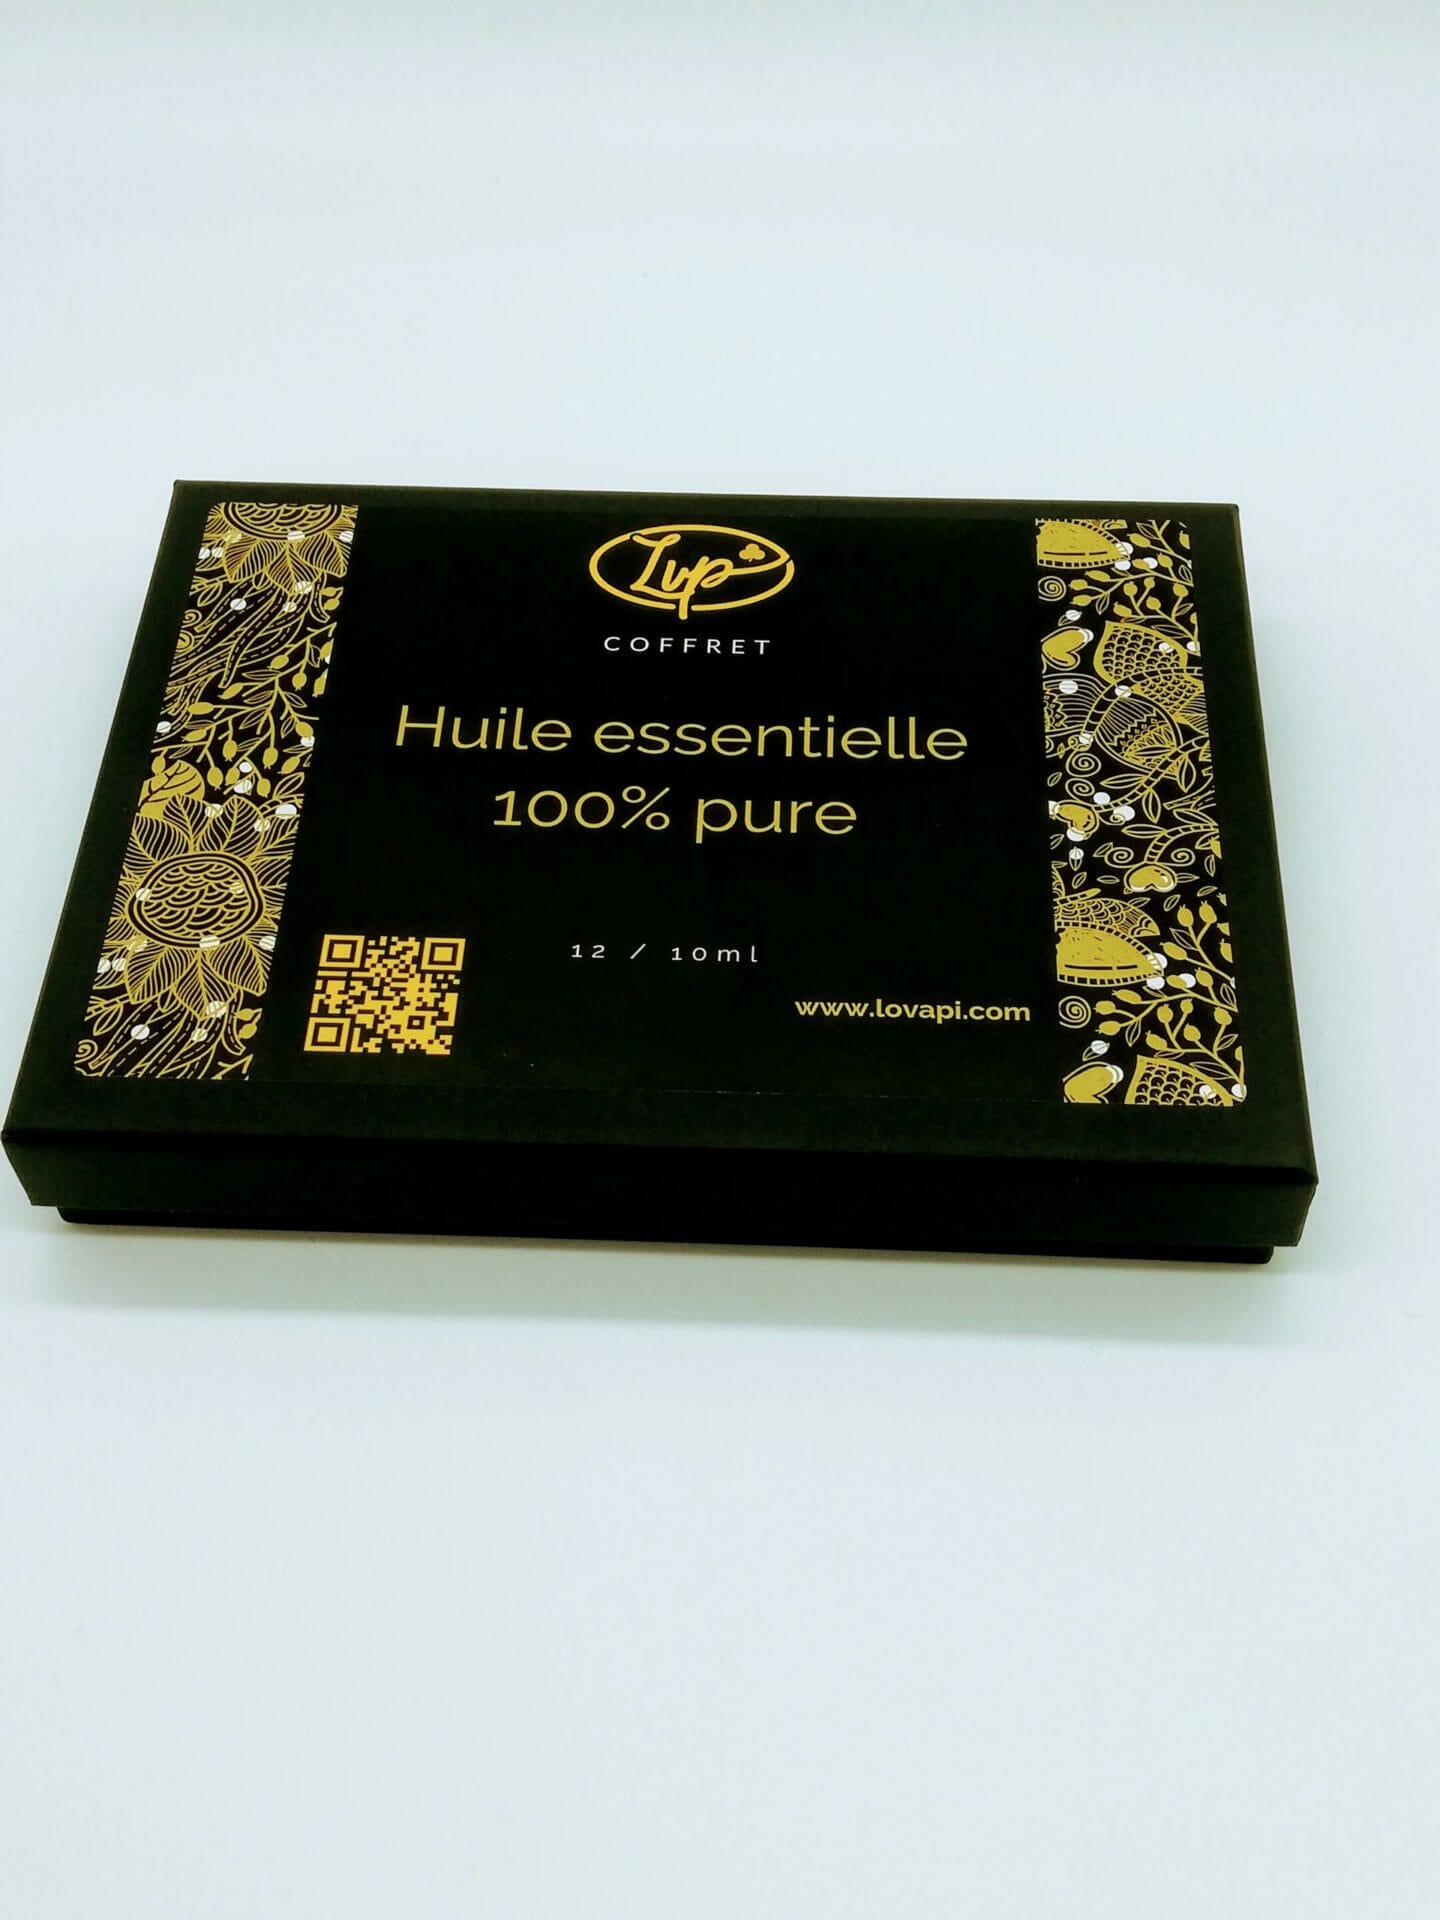 Lvp
COFFRET
Huile essentielle
100% pure
12 / 10ml
www.lovapi.com